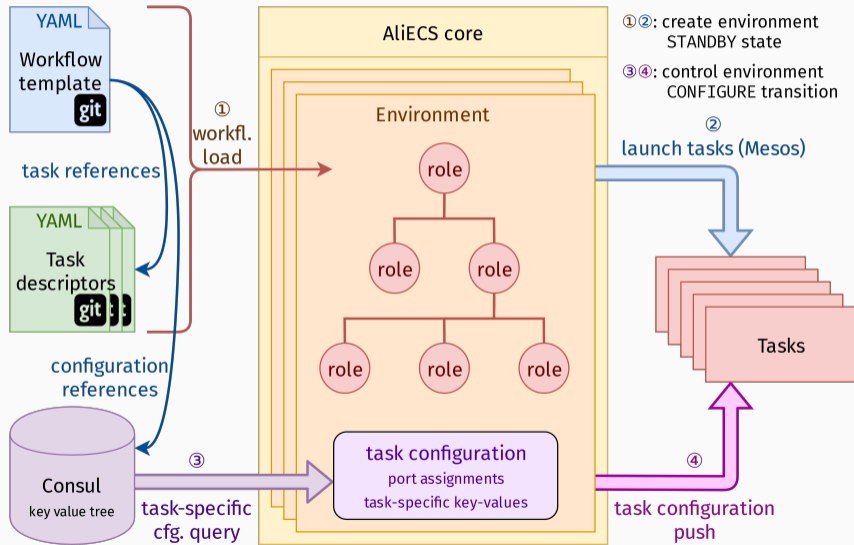 YAML
Workflow
template
git
task references
YAML
Task
descriptors
git
configuration
references
Consul
key value tree
①
workfl.
load
③
task-specific
cfg. query
AliECS core
Environment
role
role
role
role
role
role
task configuration
port assignments
task-specific key-values
①②: create environment
STANDBY state
③④: control environment
CONFIGURE transition
②
launch tasks (Mesos)
Tasks
④
task configuration
push